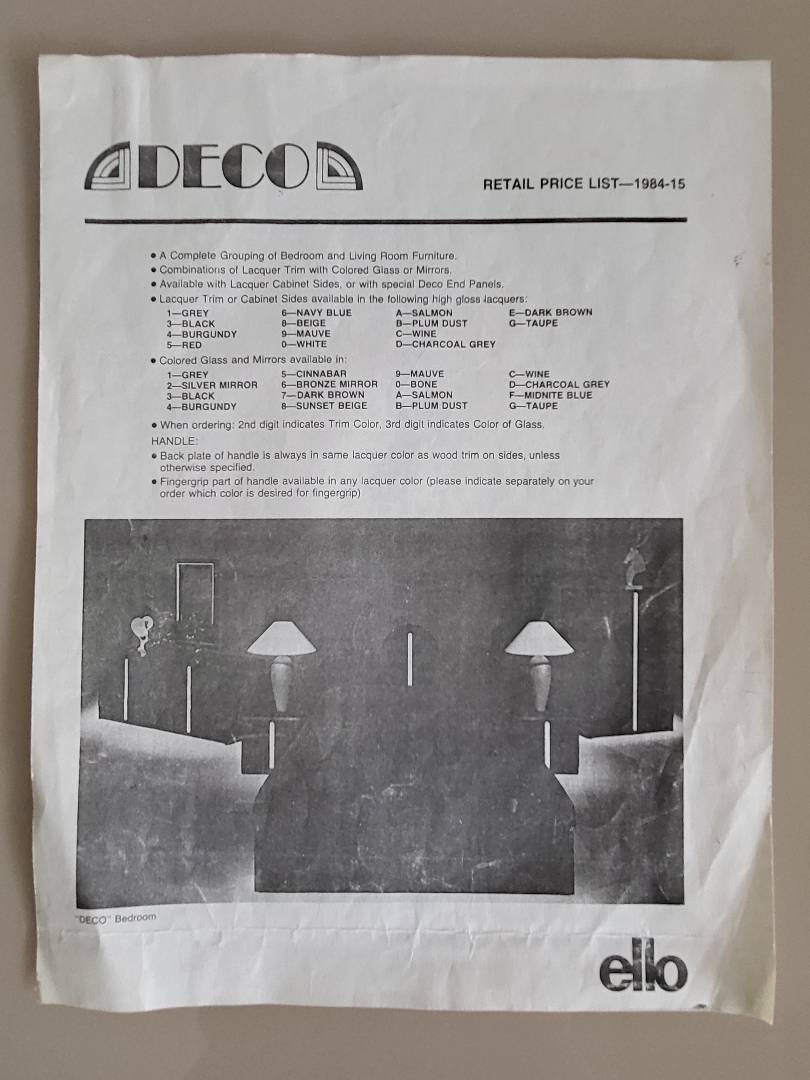 DECO
RETAIL PRICE LIST—1984-15
• A Complete Grouping of Bedroom and Living Room Furniture.
• Combinations of Lacquer Trim with Colored Glass or Mirrors.
• Available with Lacquer Cabinet Sides, or with special Deco End Panels.
• Lacquer Trim or Cabinet Sides available in the following high gloss lacquers:
1—GREY 6—NAVY BLUE A—SALMON E—DARK BROWN
3—BLACK 8—BEIGE B—PLUM DUST G—TAUPE
4—BURGUNDY 9—MAUVE C—WINE
5—RED 0—WHITE D—CHARCOAL GREY
• Colored Glass and Mirrors available in:
1—GREY 5—CINNABAR 9—MAUVE C—WINE
2—SILVER MIRROR 6—BRONZE MIRROR 0—BONE D—CHARCOAL GREY
3—BLACK 7—DARK BROWN A—SALMON F—MIDNITE BLUE
4—BURGUNDY 8—SUNSET BEIGE B—PLUM DUST G—TAUPE
• When ordering: 2nd digit indicates Trim Color, 3rd digit indicates Color of Glass.
HANDLE:
• Back plate of handle is always in same lacquer color as wood trim on sides, unless
otherwise specified.
• Fingergrip part of handle available in any lacquer color (please indicate separately on your
order which color is desired for fingergrip)
"DECO" Bedroom
ello